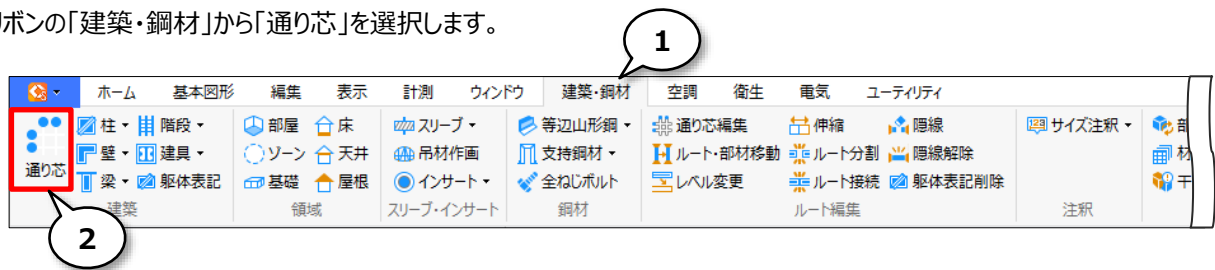 リボンの「建築・鋼材」から「通り芯」を選択します。
1
ホーム 基本図形 編集 表示 計測 ウィンドウ 建築・鋼材 空調 衛生 電気 ユーティリティ
通り芯 柱 階段 部屋 床 スリーブ 等辺山形鋼 通り芯編集 伸縮 隠線 サイズ注釈 部
壁 建具 ゾーン 天井 吊材作画 支持鋼材 ルート・部材移動 ルート分割 隠線解除 材
梁 躯体表記 基礎 屋根 インサート 全ねじボルト レベル変更 ルート接続 躯体表記削除 干
建築 領域 スリーブ・インサート 鋼材 ルート編集 注釈
2